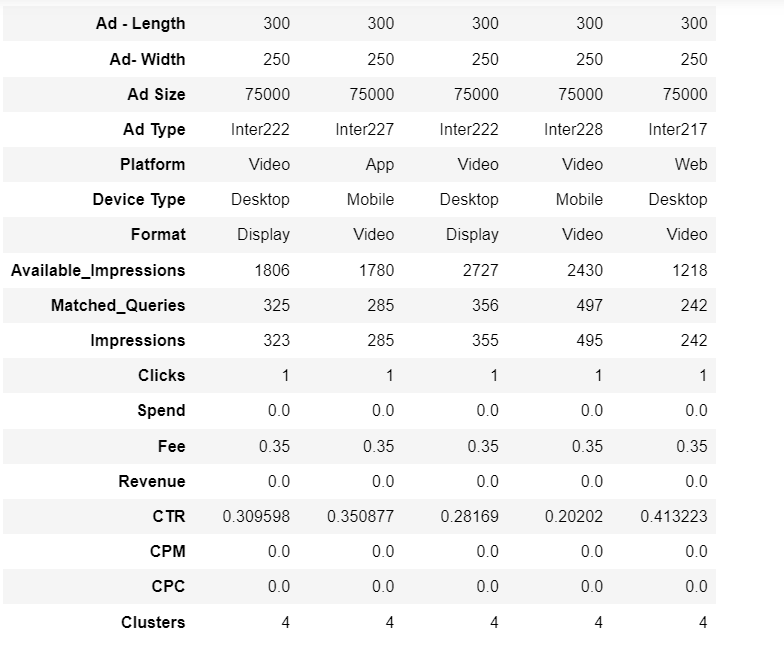 Ad - Length 300 300 300 300 300
Ad- Width 250 250 250 250 250
Ad Size 75000 75000 75000 75000 75000
Ad Type Inter222 Inter227 Inter222 Inter228 Inter217
Platform Video App Video Video Web
Device Type Desktop Mobile Desktop Mobile Desktop
Format Display Video Display Video Video
Available_Impressions 1806 1780 2727 2430 1218
Matched_Queries 325 285 356 497 242
Impressions 323 285 355 495 242
Clicks 1 1 1 1 1
Spend 0.0 0.0 0.0 0.0 0.0
Fee 0.35 0.35 0.35 0.35 0.35
Revenue 0.0 0.0 0.0 0.0 0.0
CTR 0.309598 0.350877 0.28169 0.20202 0.413223
CPM 0.0 0.0 0.0 0.0 0.0
CPC 0.0 0.0 0.0 0.0 0.0
Clusters 4 4 4 4 4